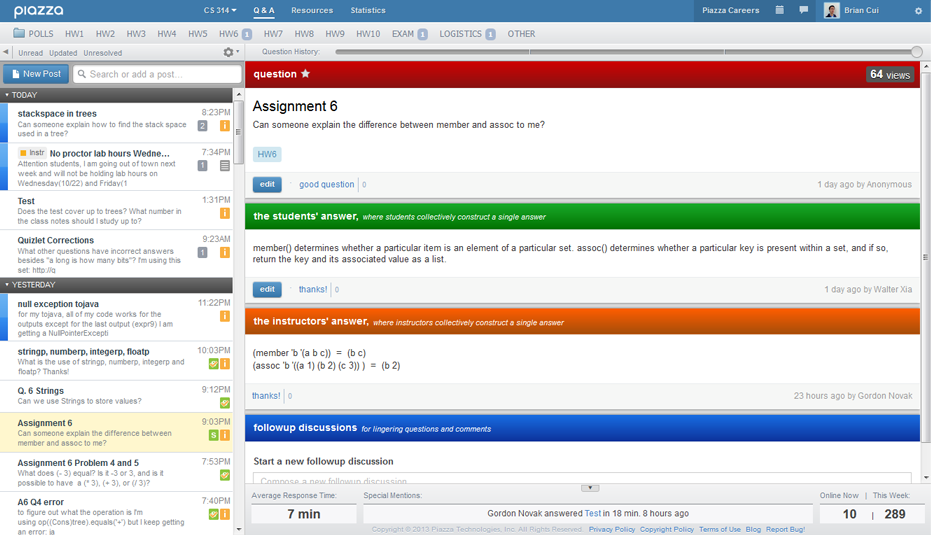 piazza CS 314 Q & A Resources Statistics Piazza Careers Brian Cui
POLLS HW1 HW2 HW3 HW4 HW5 HW6 1 HW7 HW8 HW9 HW10 EXAM 1 LOGISTICS 1 OTHER
Unread Updated Unresolved Question History:
New Post Search or add a post...
TODAY
stackspace in trees 8:23PM
Can someone explain how to find the stack space 2 i
used in a tree?
Instr No proctor lab hours Wedne... 7:34PM
Attention students, I am going out of town next 1
week and will not be holding lab hours on
Wednesday(10/22) and Friday(1
Test 1:31PM
Does the test cover up to trees? What number in i
the class notes should I study up to?
Quizlet Corrections 9:23AM
What other questions have incorrect answers 1 i
besides "a long is how many bits"? I'm using this
set: http://q
YESTERDAY
null exception tojava 11:22PM
for my tojava, all of my code works for the i
outputs except for the last output (expr9) I am
getting a NullPointerExcepti
stringp, numberp, integerp, floatp 10:03PM
What is the use of stringp, numberp, integerp and i
floatp? Thanks!
Q. 6 Strings 9:12PM
Can we use Strings to store values?
Assignment 6 9:03PM
Can someone explain the difference between S i
member and assoc to me?
Assignment 6 Problem 4 and 5 7:53PM
What does (- 3) equal? Is it -3 or 3, and is it
possible to have a (* 3), (+ 3), or (/ 3)?
A6 Q4 error 7:40PM
to figure out what the operation is I'm i
using op((Cons)tree).equals('+') but I keep getting
an error: ja
question 64 views
Assignment 6
Can someone explain the difference between member and assoc to me?
HW6
edit · good question 0 1 day ago by Anonymous
the students' answer, where students collectively construct a single answer
member() determines whether a particular item is an element of a particular set. assoc() determines whether a particular key is present within a set, and if so,
return the key and its associated value as a list.
edit · thanks! 0 1 day ago by Walter Xia
the instructors' answer, where instructors collectively construct a single answer
(member 'b '(a b c)) = (b c)
(assoc 'b '((a 1) (b 2) (c 3)) ) = (b 2)
thanks! 0 23 hours ago by Gordon Novak
followup discussions for lingering questions and comments
Start a new followup discussion
Compose a new followup discussion
Average Response Time: Special Mentions: Online Now | This Week:
7 min Gordon Novak answered Test in 18 min. 8 hours ago 10 | 289
Copyright © 2013 Piazza Technologies, Inc. All Rights Reserved. Privacy Policy Copyright Policy Terms of Use Blog Report Bug!